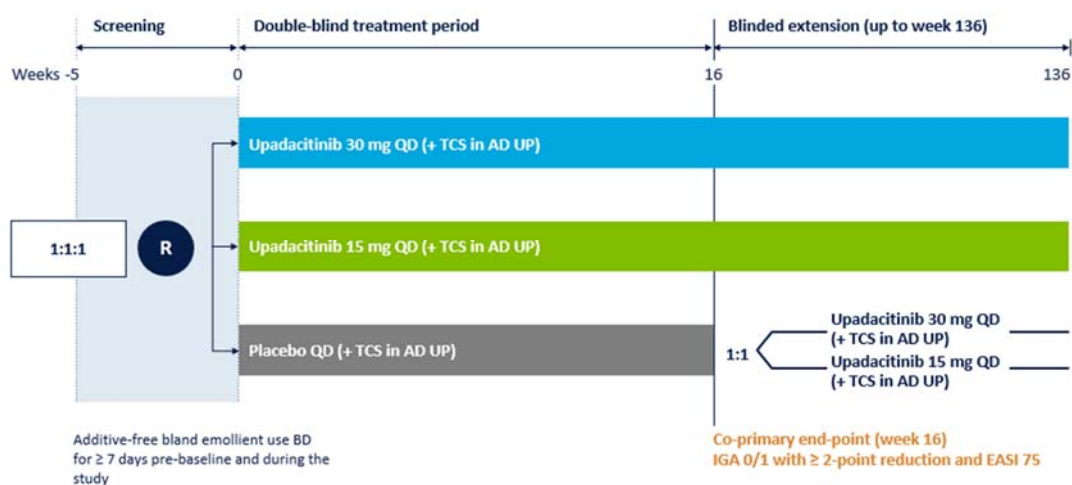 Screening Double-blind treatment period Blinded extension (up to week 136)
Weeks -5 0 16 136
Upadacitinib 30 mg QD (+ TCS in AD UP)
1:1:1 R Upadacitinib 15 mg QD (+ TCS in AD UP)
Placebo QD (+ TCS in AD UP)
1:1
Upadacitinib 30 mg QD
(+ TCS in AD UP)
Upadacitinib 15 mg QD
(+ TCS in AD UP)
Additive-free bland emollient use BD
for ≥ 7 days pre-baseline and during the
study
Co-primary end-point (week 16)
IGA 0/1 with ≥ 2-point reduction and EASI 75